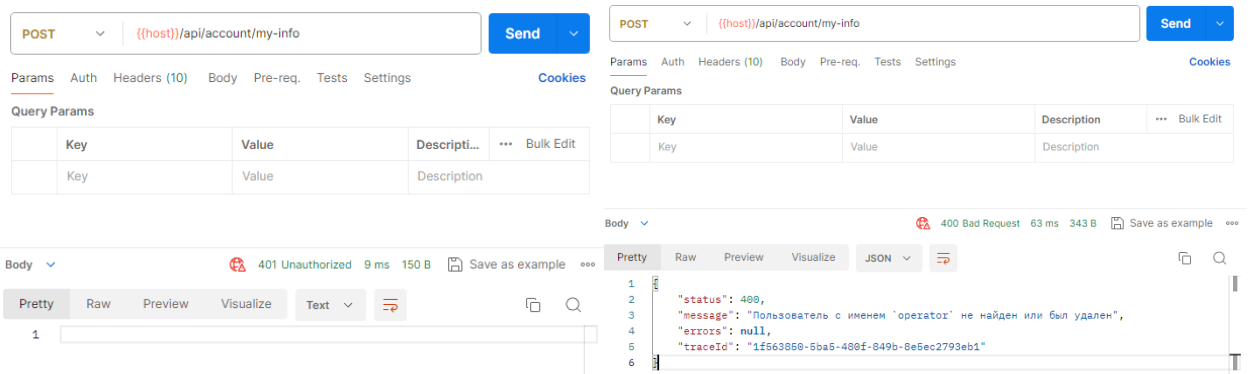 POST {{host}}/api/account/my-info Send
Params Auth Headers (10) Body Pre-req. Tests Settings Cookies
Query Params
Key Value Descripti... ••• Bulk Edit
Key Value Description
Body 401 Unauthorized 9 ms 150 B Save as example •••
Pretty Raw Preview Visualize Text
1
POST {{host}}/api/account/my-info Send
Params Auth Headers (10) Body Pre-req. Tests Settings Cookies
Query Params
Key Value Description ••• Bulk Edit
Key Value Description
Body 400 Bad Request 63 ms 343 B Save as example •••
Pretty Raw Preview Visualize JSON
1 {
2 "status": 400,
3 "message": "Пользователь с именем `operator` не найден или был удален",
4 "errors": null,
5 "traceId": "1f563850-5ba5-480f-849b-8e5ec2793eb1"
6 }